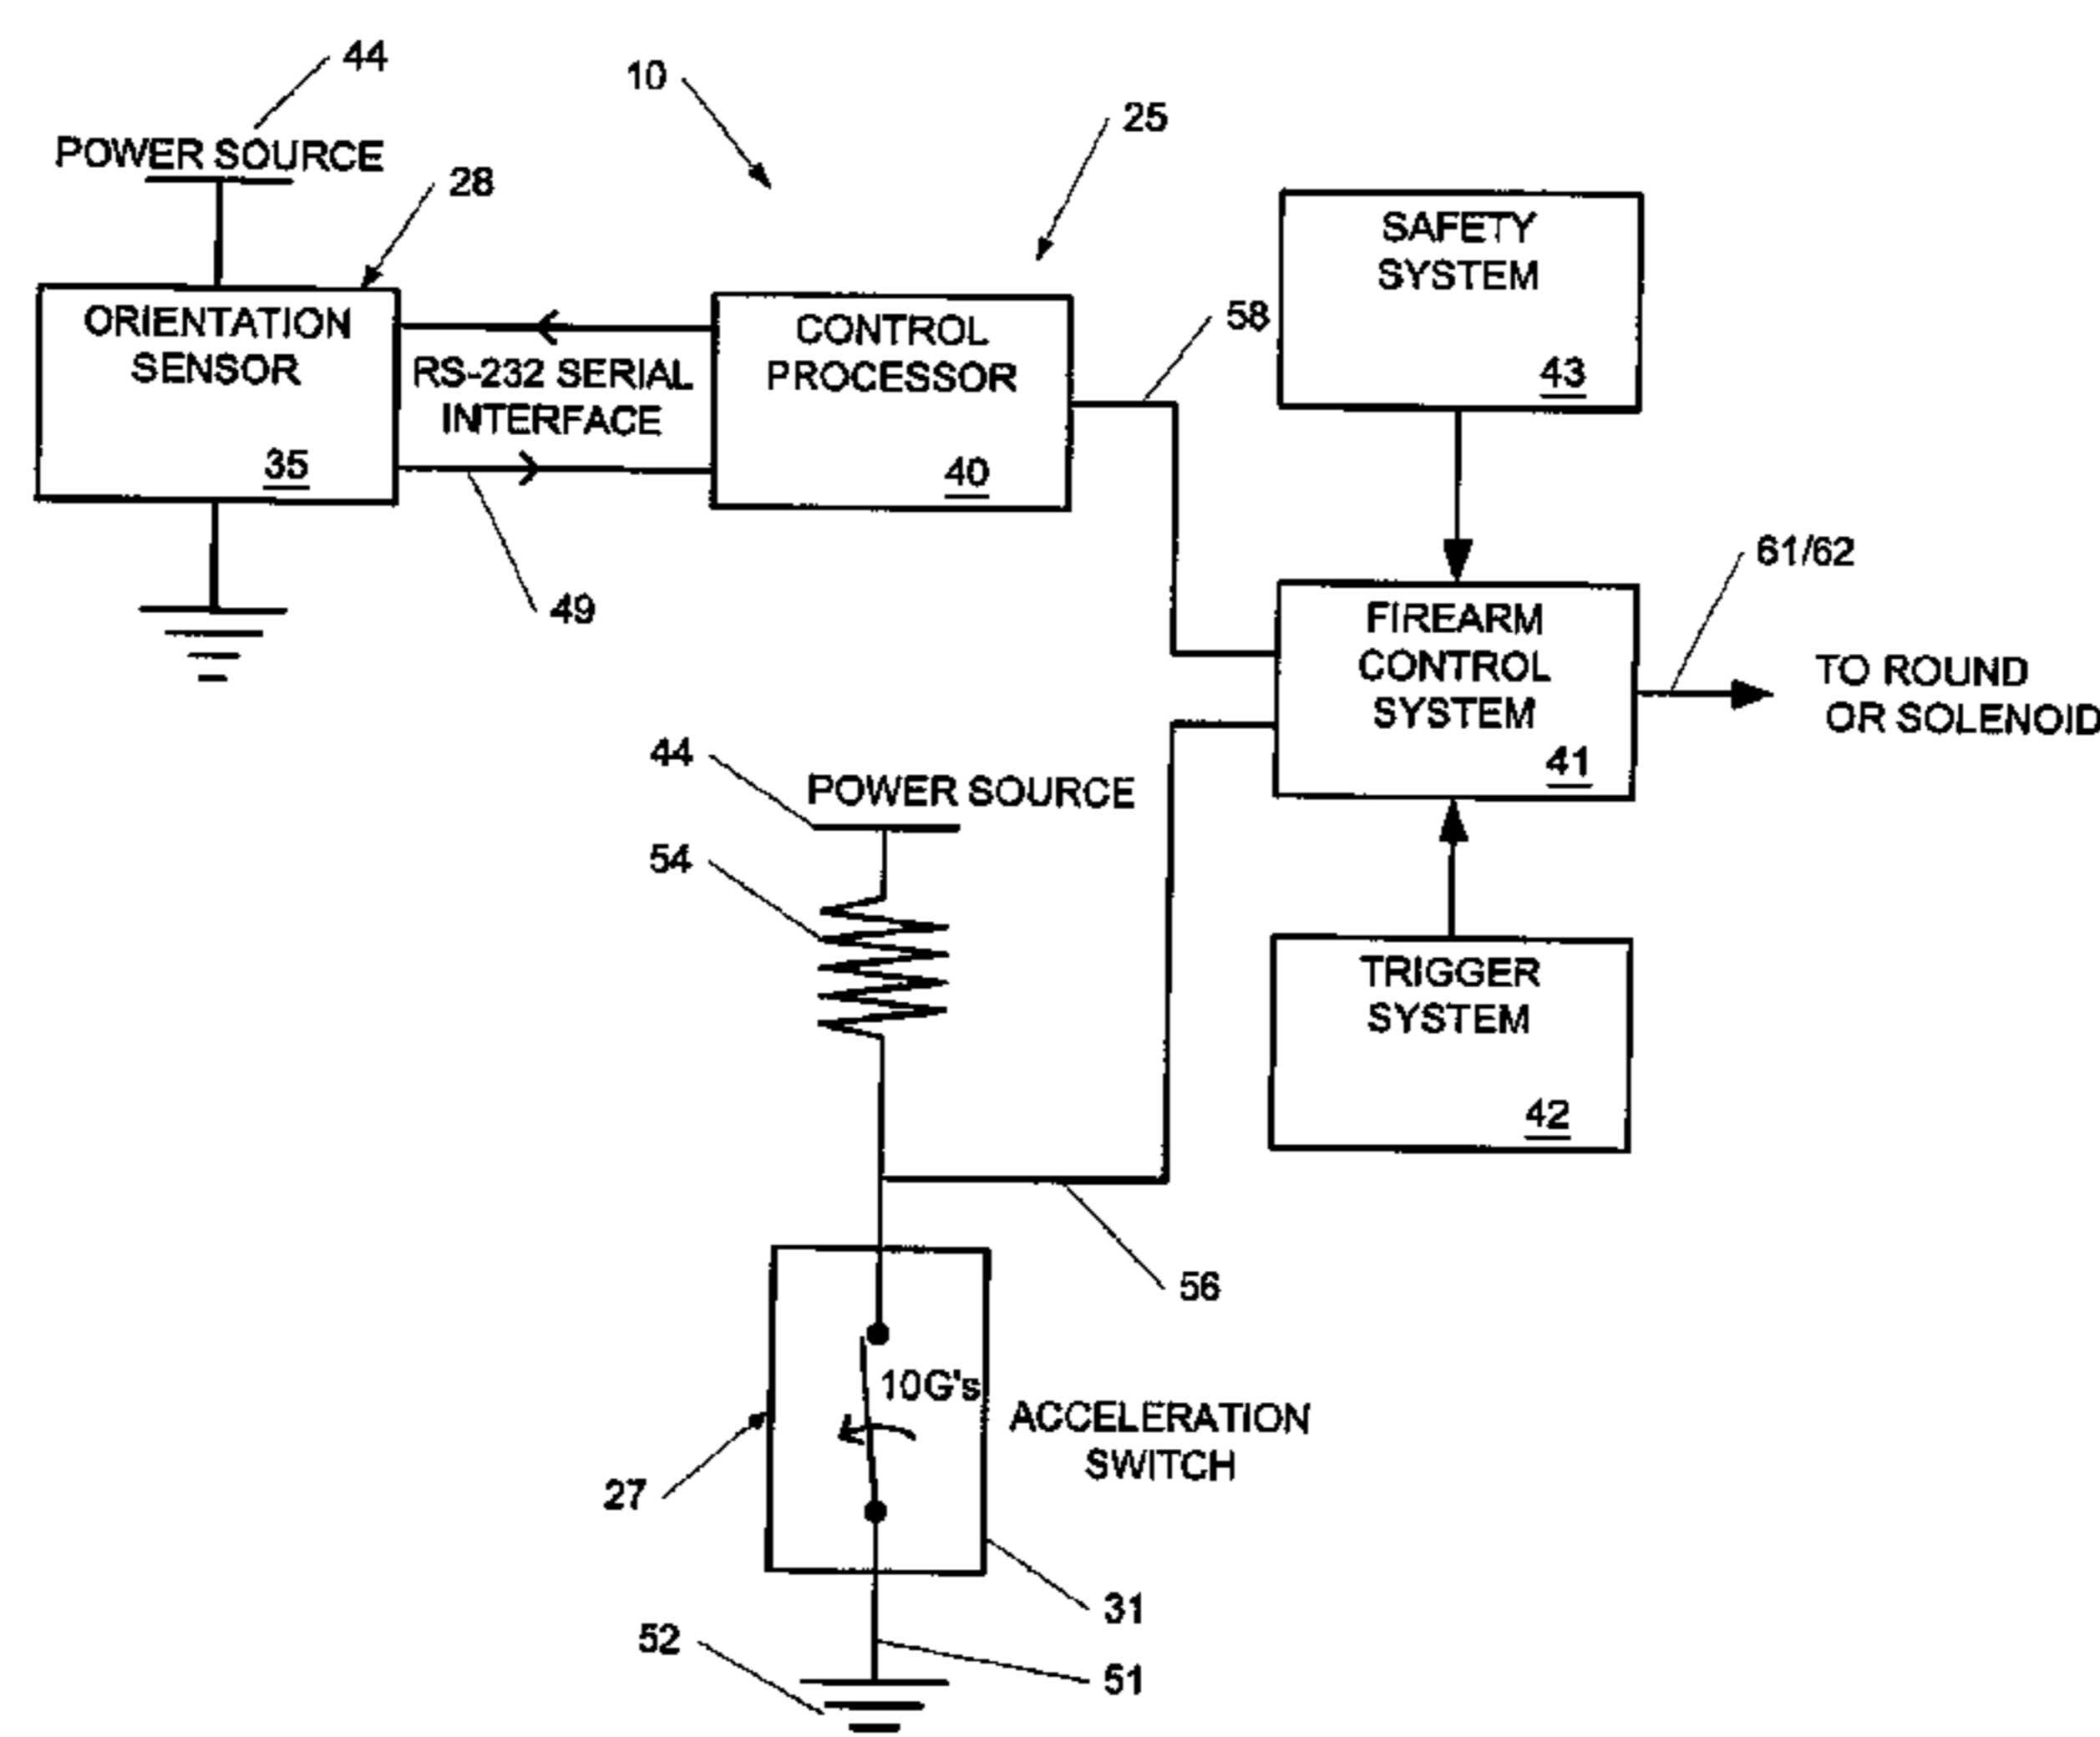 44
POWER SOURCE
28
10
25
ORIENTATION
SENSOR
35
RS-232 SERIAL
INTERFACE
49
CONTROL
PROCESSOR
40
58
SAFETY
SYSTEM
43
FIREARM
CONTROL
SYSTEM
41
61/62
TO ROUND
OR SOLENOID
44
POWER SOURCE
54
TRIGGER
SYSTEM
42
56
10G's
ACCELERATION
SWITCH
27
31
52
51